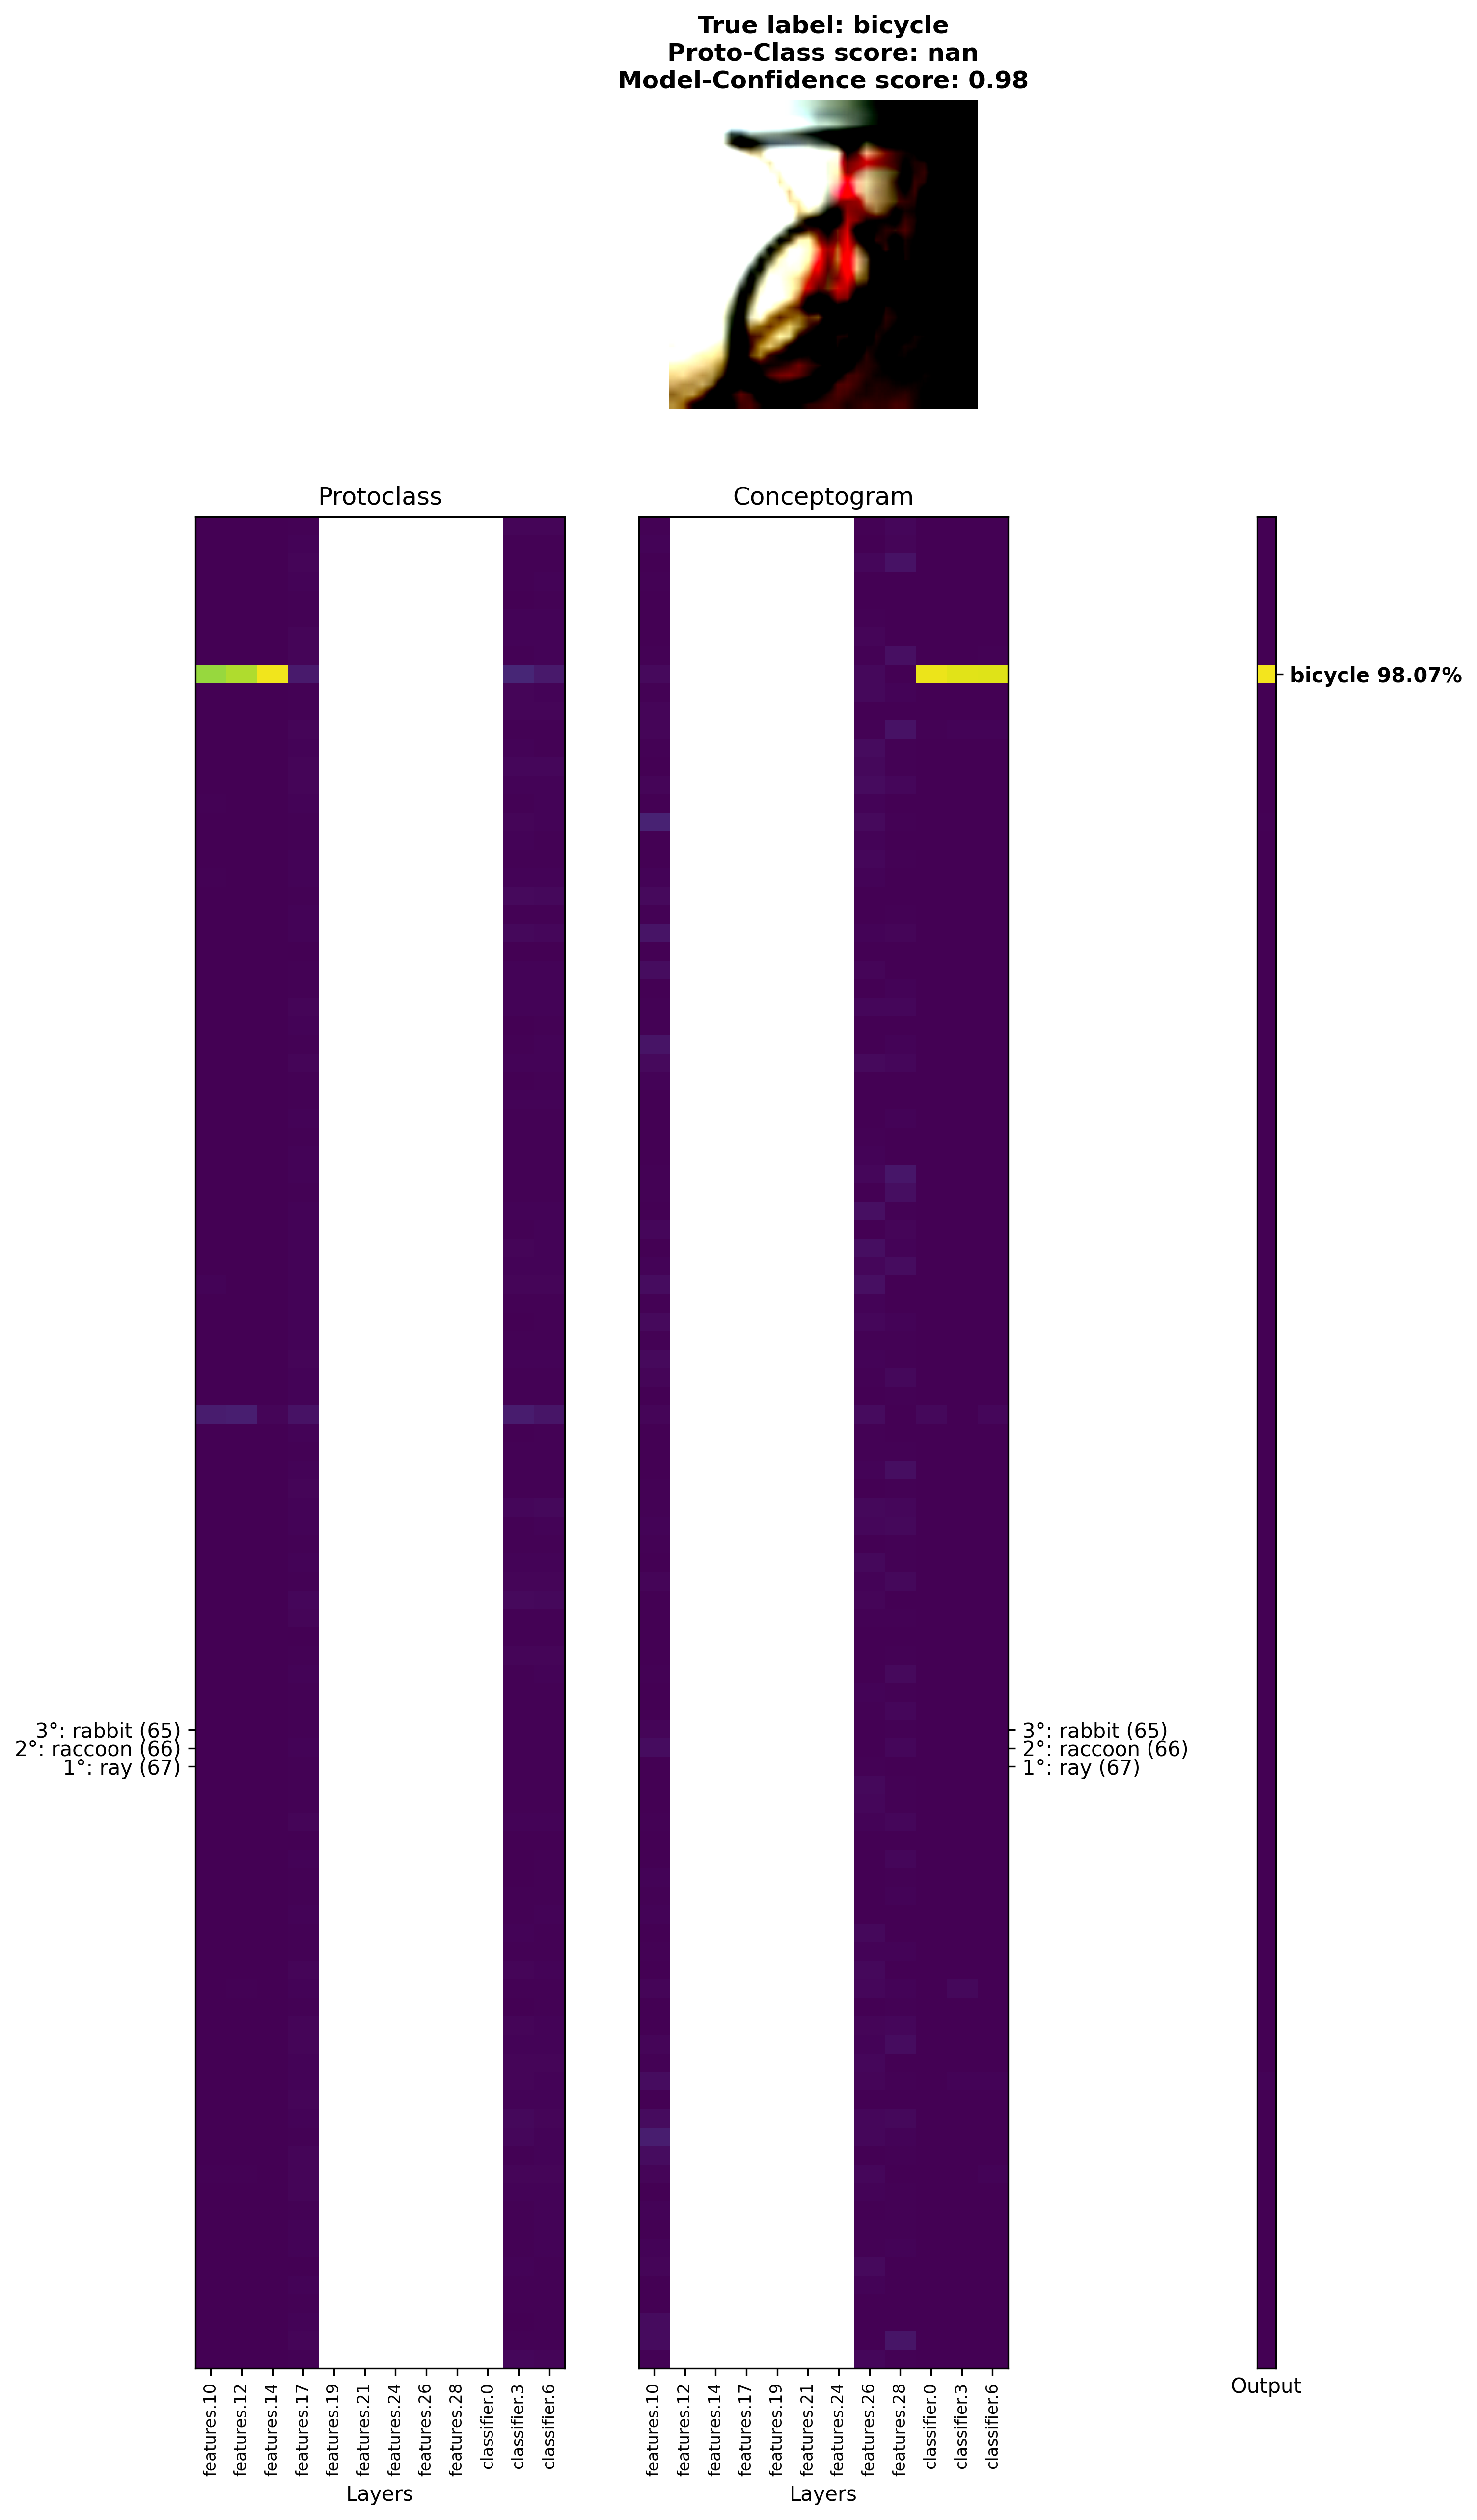 True label: bicycle
Proto-Class score: nan
Model-Confidence score: 0.98
Protoclass
Conceptogram
bicycle 98.07%
3°: rabbit (65)
2°: raccoon (66)
1°: ray (67)
3°: rabbit (65)
2°: raccoon (66)
1°: ray (67)
features.10
features.12
features.14
features.17
features.19
features.21
features.24
features.26
features.28
classifier.0
classifier.3
classifier.6
Layers
features.10
features.12
features.14
features.17
features.19
features.21
features.24
features.26
features.28
classifier.0
classifier.3
classifier.6
Layers
Output